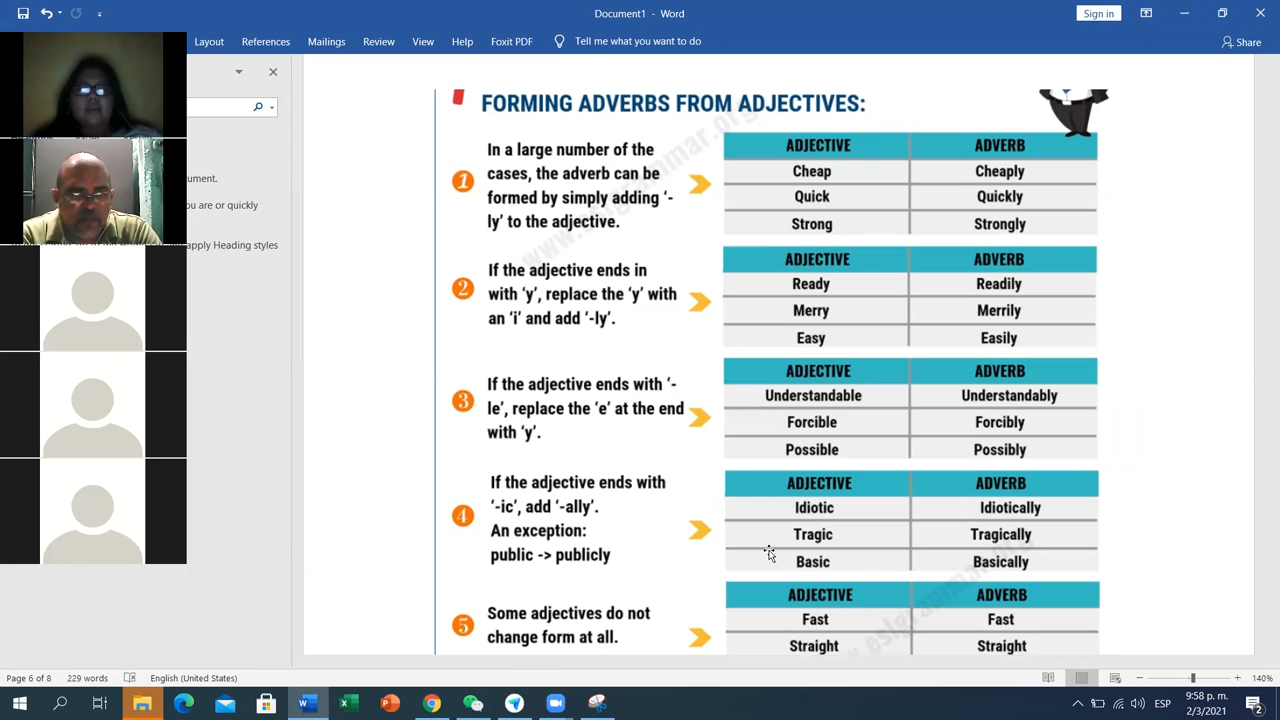 Document1 - Word
Sign in
Layout References Mailings Review View Help Foxit PDF Tell me what you want to do
Share
ument.
ou are or quickly
apply Heading styles
FORMING ADVERBS FROM ADJECTIVES:
1
In a large number of the
cases, the adverb can be
formed by simply adding ‘-
ly’ to the adjective.
ADJECTIVE ADVERB
Cheap Cheaply
Quick Quickly
Strong Strongly
2
If the adjective ends in
with ‘y’, replace the ‘y’ with
an ‘i’ and add ‘-ly’.
ADJECTIVE ADVERB
Ready Readily
Merry Merrily
Easy Easily
3
If the adjective ends with ‘-
le’, replace the ‘e’ at the end
with ‘y’.
ADJECTIVE ADVERB
Understandable Understandably
Forcible Forcibly
Possible Possibly
4
If the adjective ends with
‘-ic’, add ‘-ally’.
An exception:
public -> publicly
ADJECTIVE ADVERB
Idiotic Idiotically
Tragic Tragically
Basic Basically
5
Some adjectives do not
change form at all.
ADJECTIVE ADVERB
Fast Fast
Straight Straight
Page 6 of 8 229 words English (United States)
140%
ESP
9:58 p. m.
2/3/2021
2